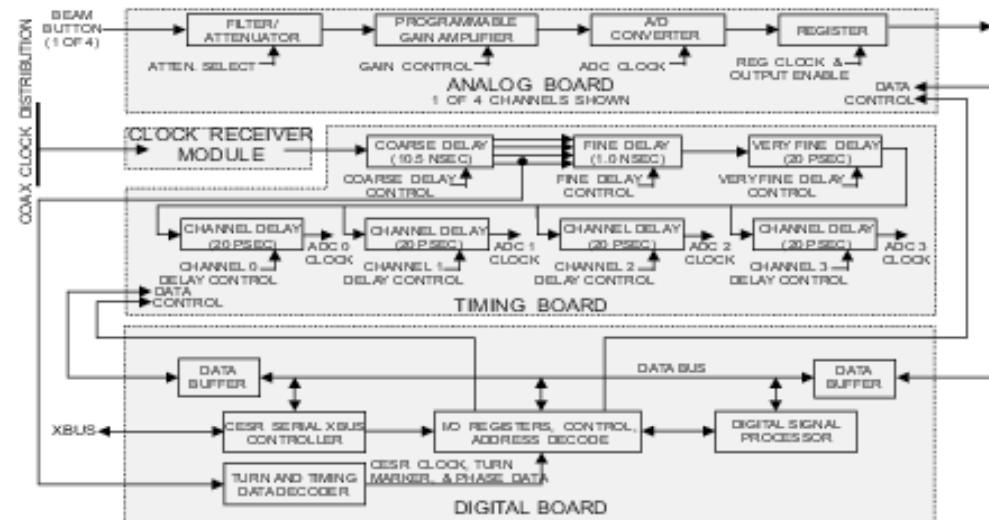 BEAM
BUTTON
(1 OF 4)
COAX CLOCK DISTRIBUTION
FILTER/
ATTENUATOR
ATTEN. SELECT
PROGRAMMABLE
GAIN AMPLIFIER
GAIN CONTROL
A/D
CONVERTER
ADC CLOCK
REGISTER
REG CLOCK &
OUTPUT ENABLE
ANALOG BOARD
1 OF 4 CHANNELS SHOWN
DATA
CONTROL
CLOCK RECEIVER
MODULE
COARSE DELAY
(10.5 NSEC)
COARSE DELAY
CONTROL
FINE DELAY
(1.0 NSEC)
FINE DELAY
CONTROL
VERY FINE DELAY
(20 PSEC)
VERY FINE DELAY
CONTROL
CHANNEL DELAY
(20 PSEC)
ADC 0
CLOCK
CHANNEL 0
DELAY CONTROL
CHANNEL DELAY
(20 PSEC)
ADC 1
CLOCK
CHANNEL 1
DELAY CONTROL
CHANNEL DELAY
(20 PSEC)
ADC 2
CLOCK
CHANNEL 2
DELAY CONTROL
CHANNEL DELAY
(20 PSEC)
ADC 3
CLOCK
CHANNEL 3
DELAY CONTROL
DATA
CONTROL
TIMING BOARD
DATA
BUFFER
DATA BUS
DATA
BUFFER
XBUS
CESR SERIAL XBUS
CONTROLLER
I/O REGISTERS, CONTROL,
ADDRESS DECODE
DIGITAL SIGNAL
PROCESSOR
TURN AND TIMING
DATA DECODER
CESR CLOCK, TURN
MARKER, & PHASE DATA
DIGITAL BOARD